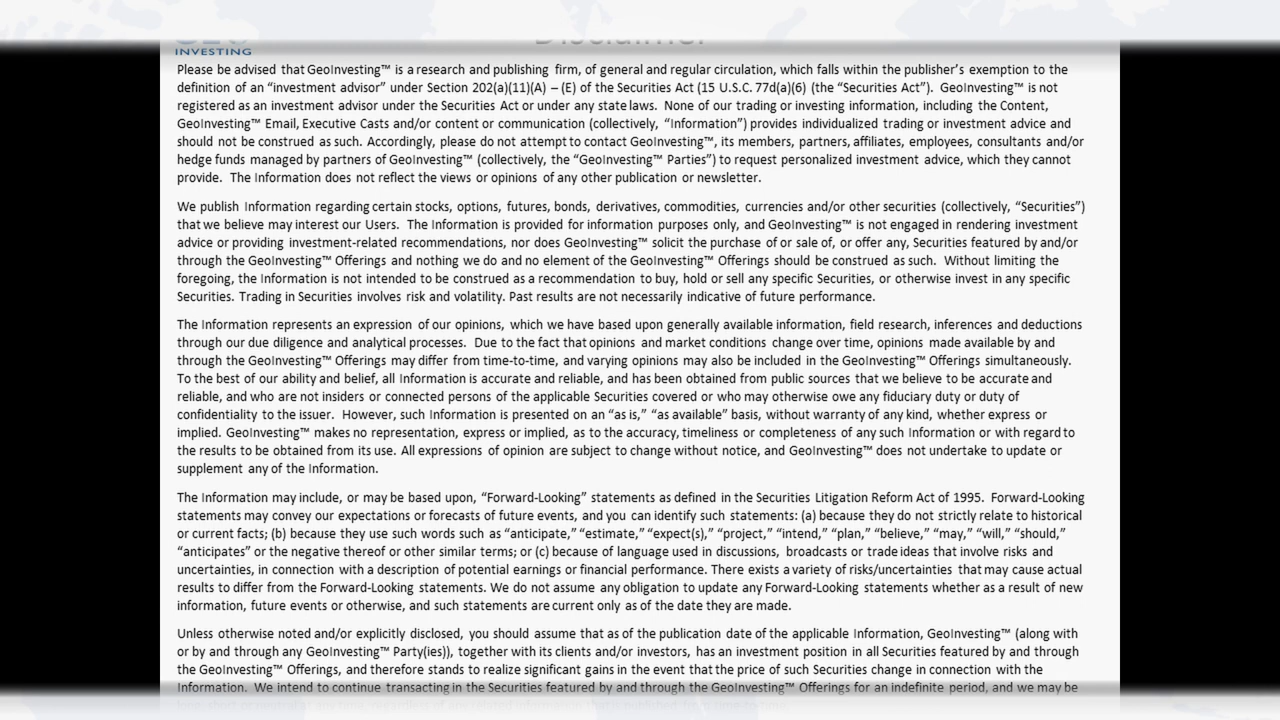 Disclaimer
INVESTING
Please be advised that GeoInvesting™ is a research and publishing firm, of general and regular circulation, which falls within the publisher's exemption to the
definition of an “investment advisor” under Section 202(a)(11)(A) – (E) of the Securities Act (15 U.S.C. 77d(a)(6) (the “Securities Act”). GeoInvesting™ is not
registered as an investment advisor under the Securities Act or under any state laws. None of our trading or investing information, including the Content,
GeoInvesting™ Email, Executive Casts and/or content or communication (collectively, “Information”) provides individualized trading or investment advice and
should not be construed as such. Accordingly, please do not attempt to contact GeoInvesting™, its members, partners, affiliates, employees, consultants and/or
hedge funds managed by partners of GeoInvesting™ (collectively, the “GeoInvesting™ Parties”) to request personalized investment advice, which they cannot
provide. The Information does not reflect the views or opinions of any other publication or newsletter.
We publish Information regarding certain stocks, options, futures, bonds, derivatives, commodities, currencies and/or other securities (collectively, “Securities”)
that we believe may interest our Users. The Information is provided for information purposes only, and GeoInvesting™ is not engaged in rendering investment
advice or providing investment-related recommendations, nor does GeoInvesting™ solicit the purchase of or sale of, or offer any, Securities featured by and/or
through the GeoInvesting™ Offerings and nothing we do and no element of the GeoInvesting™ Offerings should be construed as such. Without limiting the
foregoing, the Information is not intended to be construed as a recommendation to buy, hold or sell any specific Securities, or otherwise invest in any specific
Securities. Trading in Securities involves risk and volatility. Past results are not necessarily indicative of future performance.
The Information represents an expression of our opinions, which we have based upon generally available information, field research, inferences and deductions
through our due diligence and analytical processes. Due to the fact that opinions and market conditions change over time, opinions made available by and
through the GeoInvesting™ Offerings may differ from time-to-time, and varying opinions may also be included in the GeoInvesting™ Offerings simultaneously.
To the best of our ability and belief, all Information is accurate and reliable, and has been obtained from public sources that we believe to be accurate and
reliable, and who are not insiders or connected persons of the applicable Securities covered or who may otherwise owe any fiduciary duty or duty of
confidentiality to the issuer. However, such Information is presented on an “as is,” “as available” basis, without warranty of any kind, whether express or
implied. GeoInvesting™ makes no representation, express or implied, as to the accuracy, timeliness or completeness of any such Information or with regard to
the results to be obtained from its use. All expressions of opinion are subject to change without notice, and GeoInvesting™ does not undertake to update or
supplement any of the Information.
The Information may include, or may be based upon, “Forward-Looking” statements as defined in the Securities Litigation Reform Act of 1995. Forward-Looking
statements may convey our expectations or forecasts of future events, and you can identify such statements: (a) because they do not strictly relate to historical
or current facts; (b) because they use such words such as “anticipate,” “estimate,” “expect(s),” “project,” “intend,” “plan,” “believe,” “may,” “will,” “should,”
“anticipates” or the negative thereof or other similar terms; or (c) because of language used in discussions, broadcasts or trade ideas that involve risks and
uncertainties, in connection with a description of potential earnings or financial performance. There exists a variety of risks/uncertainties that may cause actual
results to differ from the Forward-Looking statements. We do not assume any obligation to update any Forward-Looking statements whether as a result of new
information, future events or otherwise, and such statements are current only as of the date they are made.
Unless otherwise noted and/or explicitly disclosed, you should assume that as of the publication date of the applicable Information, GeoInvesting™ (along with
or by and through any GeoInvesting™ Party(ies)), together with its clients and/or investors, has an investment position in all Securities featured by and through
the GeoInvesting™ Offerings, and therefore stands to realize significant gains in the event that the price of such Securities change in connection with the
Information. We intend to continue transacting in the Securities featured by and through the GeoInvesting™ Offerings for an indefinite period, and we may be